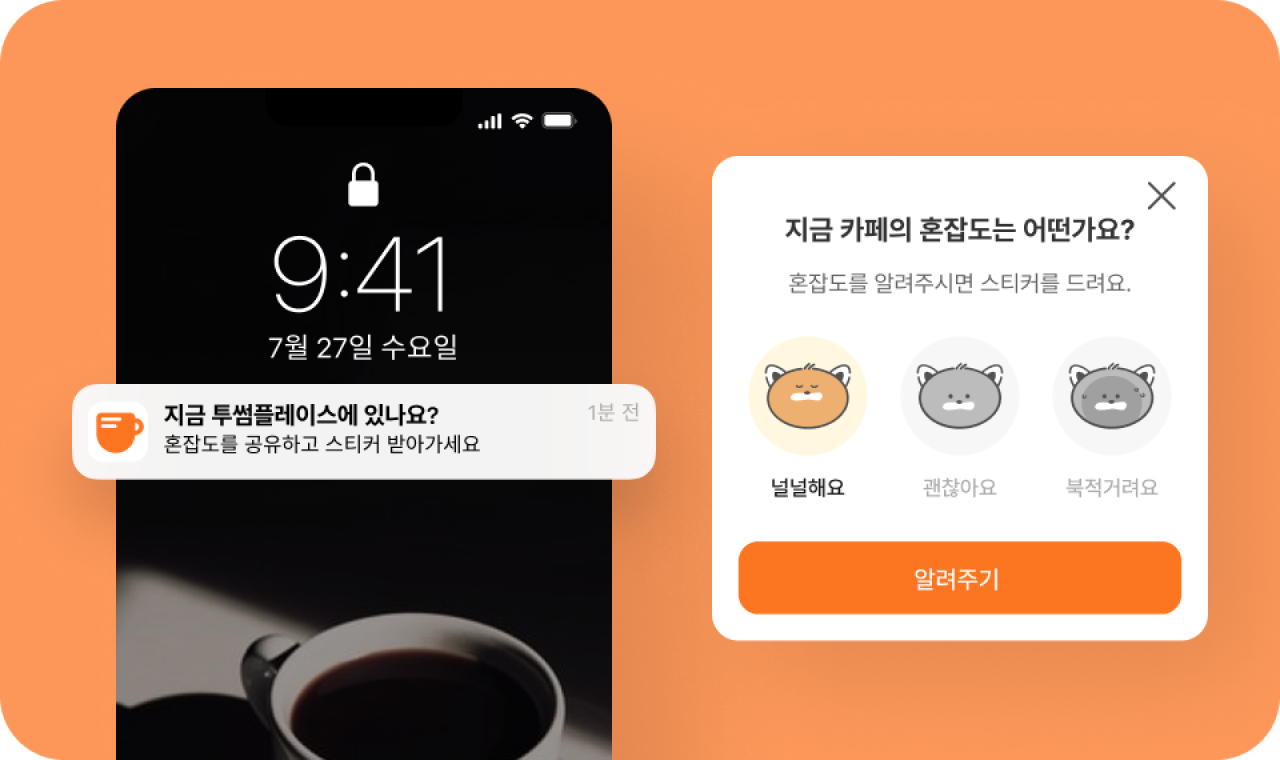 9:41
7월 27일 수요일
지금 투썸플레이스에 있나요?
1분 전
혼잡도를 공유하고 스티커 받아가세요
지금 카페의 혼잡도는 어떤가요?
혼잡도를 알려주시면 스티커를 드려요.
널널해요
괜찮아요
북적거려요
알려주기